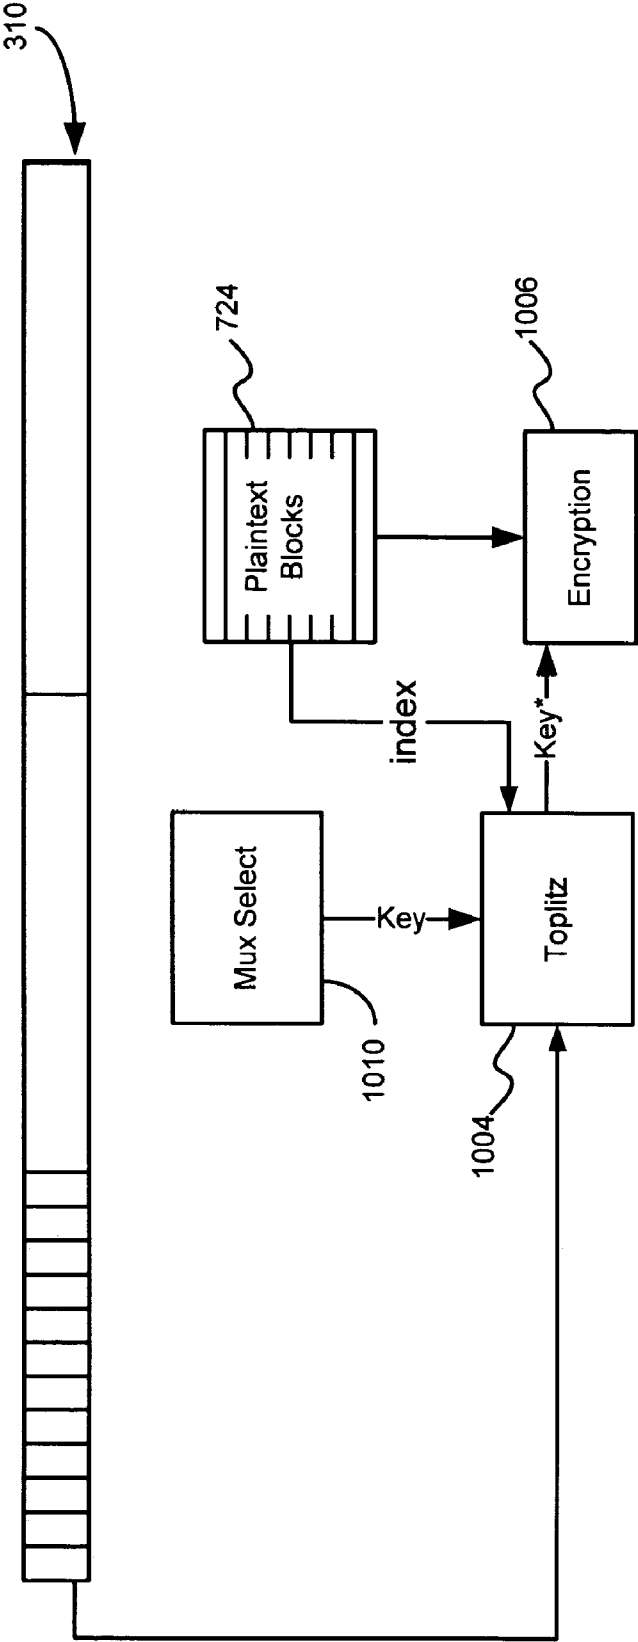 310
724
Plaintext
Blocks
1006
Encryption
index
Key*
Mux Select
1010
Key
Toplitz
1004